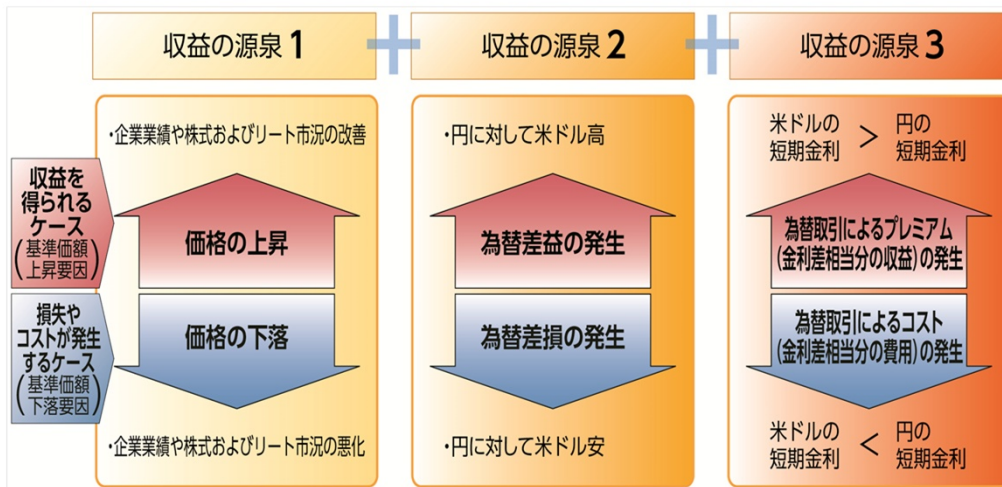 収益の源泉1
+
収益の源泉2
+
収益の源泉3
収益を
得られる
ケース
(基準価額
上昇要因)
損失や
コストが発生
するケース
(基準価額
下落要因)
・企業業績や株式およびリート市況の改善
価格の上昇
価格の下落
・企業業績や株式およびリート市況の悪化
・円に対して米ドル高
為替差益の発生
為替差損の発生
・円に対して米ドル安
米ドルの
短期金利
>
円の
短期金利
為替取引によるプレミアム
(金利差相当分の収益)の発生
為替取引によるコスト
(金利差相当分の費用)の発生
米ドルの
短期金利
<
円の
短期金利